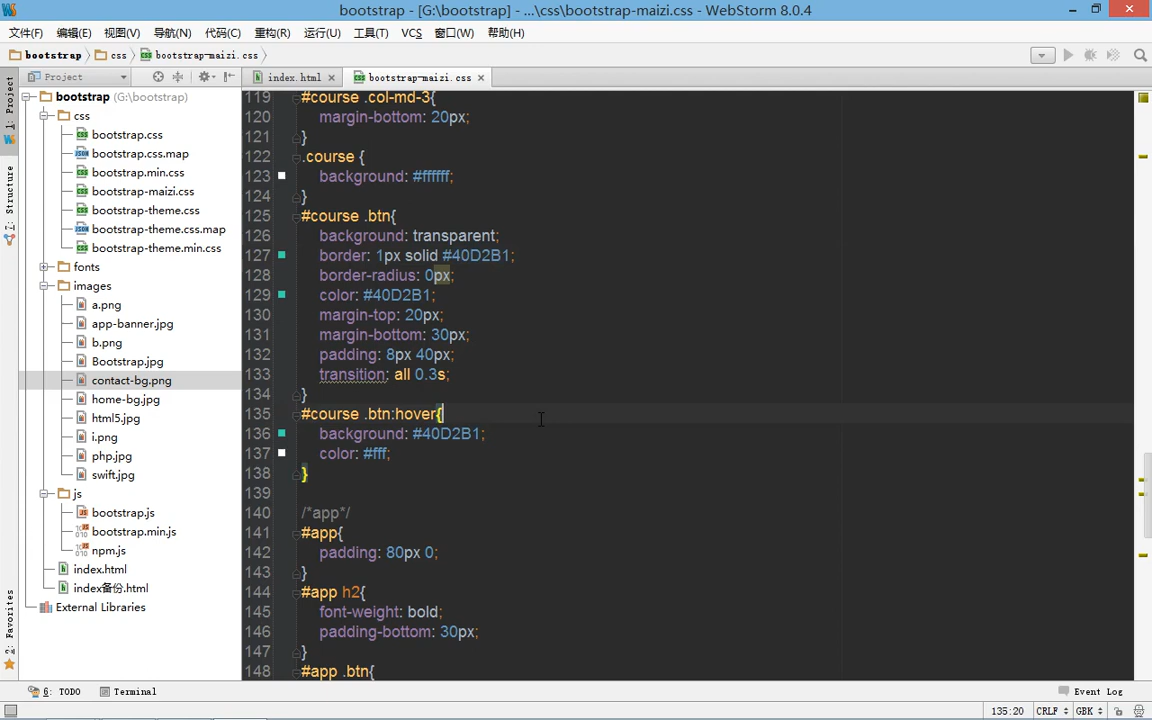 bootstrap - [G:\bootstrap] - ...\css\bootstrap-maizi.css - WebStorm 8.0.4
文件(F) 编辑(E) 视图(V) 导航(N) 代码(C) 重构(R) 运行(U) 工具(T) VCS 窗口(W) 帮助(H)
bootstrap css bootstrap-maizi.css
Project index.html bootstrap-maizi.css
1: Project
7: Structure
2: Favorites
bootstrap (G:\bootstrap)
css
bootstrap.css
bootstrap.css.map
bootstrap.min.css
bootstrap-maizi.css
bootstrap-theme.css
bootstrap-theme.css.map
bootstrap-theme.min.css
fonts
images
a.png
app-banner.jpg
b.png
Bootstrap.jpg
contact-bg.png
home-bg.jpg
html5.jpg
i.png
php.jpg
swift.jpg
js
bootstrap.js
bootstrap.min.js
npm.js
index.html
index备份.html
External Libraries
119 #course .col-md-3{
120 margin-bottom: 20px;
121 }
122 .course {
123 background: #ffffff;
124 }
125 #course .btn{
126 background: transparent;
127 border: 1px solid #40D2B1;
128 border-radius: 0px;
129 color: #40D2B1;
130 margin-top: 20px;
131 margin-bottom: 30px;
132 padding: 8px 40px;
133 transition: all 0.3s;
134 }
135 #course .btn:hover{
136 background: #40D2B1;
137 color: #fff;
138 }
139
140 /*app*/
141 #app{
142 padding: 80px 0;
143 }
144 #app h2{
145 font-weight: bold;
146 padding-bottom: 30px;
147 }
148 #app .btn{
6: TODO Terminal Event Log
135:20 CRLF GBK